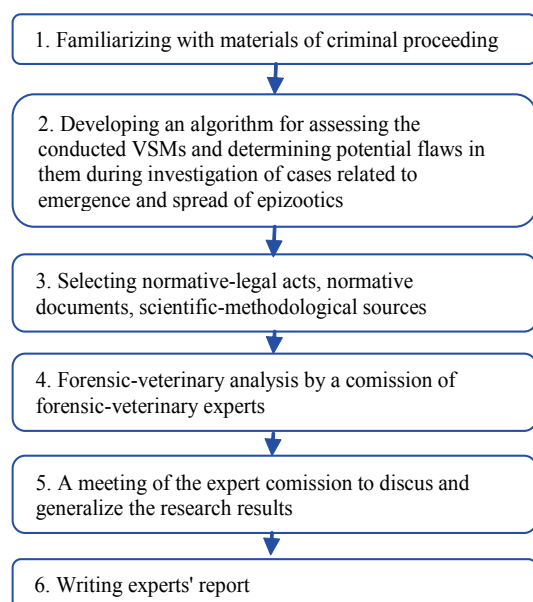 1. Familiarizing with materials of criminal proceeding
2. Developing an algorithm for assessing the
conducted VSMs and determining potential flaws in
them during investigation of cases related to
emergence and spread of epizootics
3. Selecting normative-legal acts, normative
documents, scientific-methodological sources
4. Forensic-veterinary analysis by a comission of
forensic-veterinary experts
5. A meeting of the expert comission to discus and
generalize the research results
6. Writing experts' report